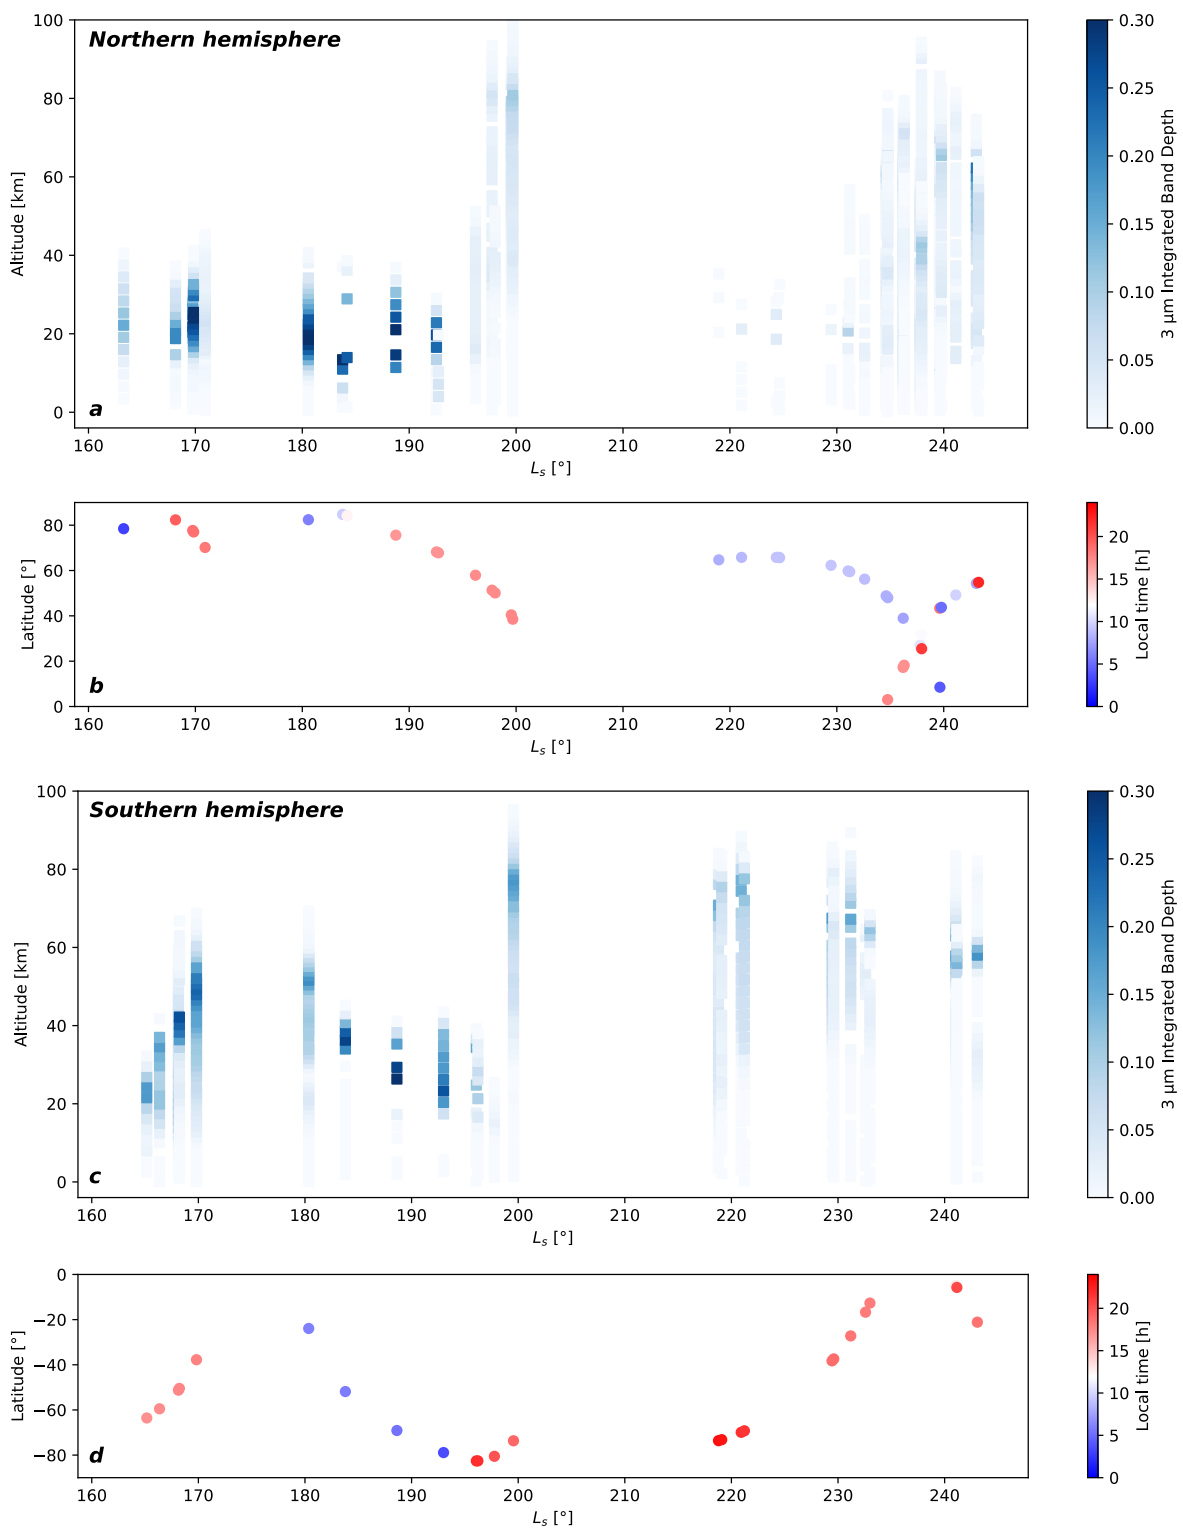 Northern hemisphere
100
80
60
40
20
0
Altitude [km]
a
160 170 180 190 200 210 220 230 240
Lₛ [°]
0.30
0.25
0.20
0.15
0.10
0.05
0.00
3 μm Integrated Band Depth
80
60
40
20
0
Latitude [°]
b
160 170 180 190 200 210 220 230 240
Lₛ [°]
20
15
10
5
0
Local time [h]
Southern hemisphere
100
80
60
40
20
0
Altitude [km]
c
160 170 180 190 200 210 220 230 240
Lₛ [°]
0.30
0.25
0.20
0.15
0.10
0.05
0.00
3 μm Integrated Band Depth
0
−20
−40
−60
−80
Latitude [°]
d
160 170 180 190 200 210 220 230 240
Lₛ [°]
20
15
10
5
0
Local time [h]